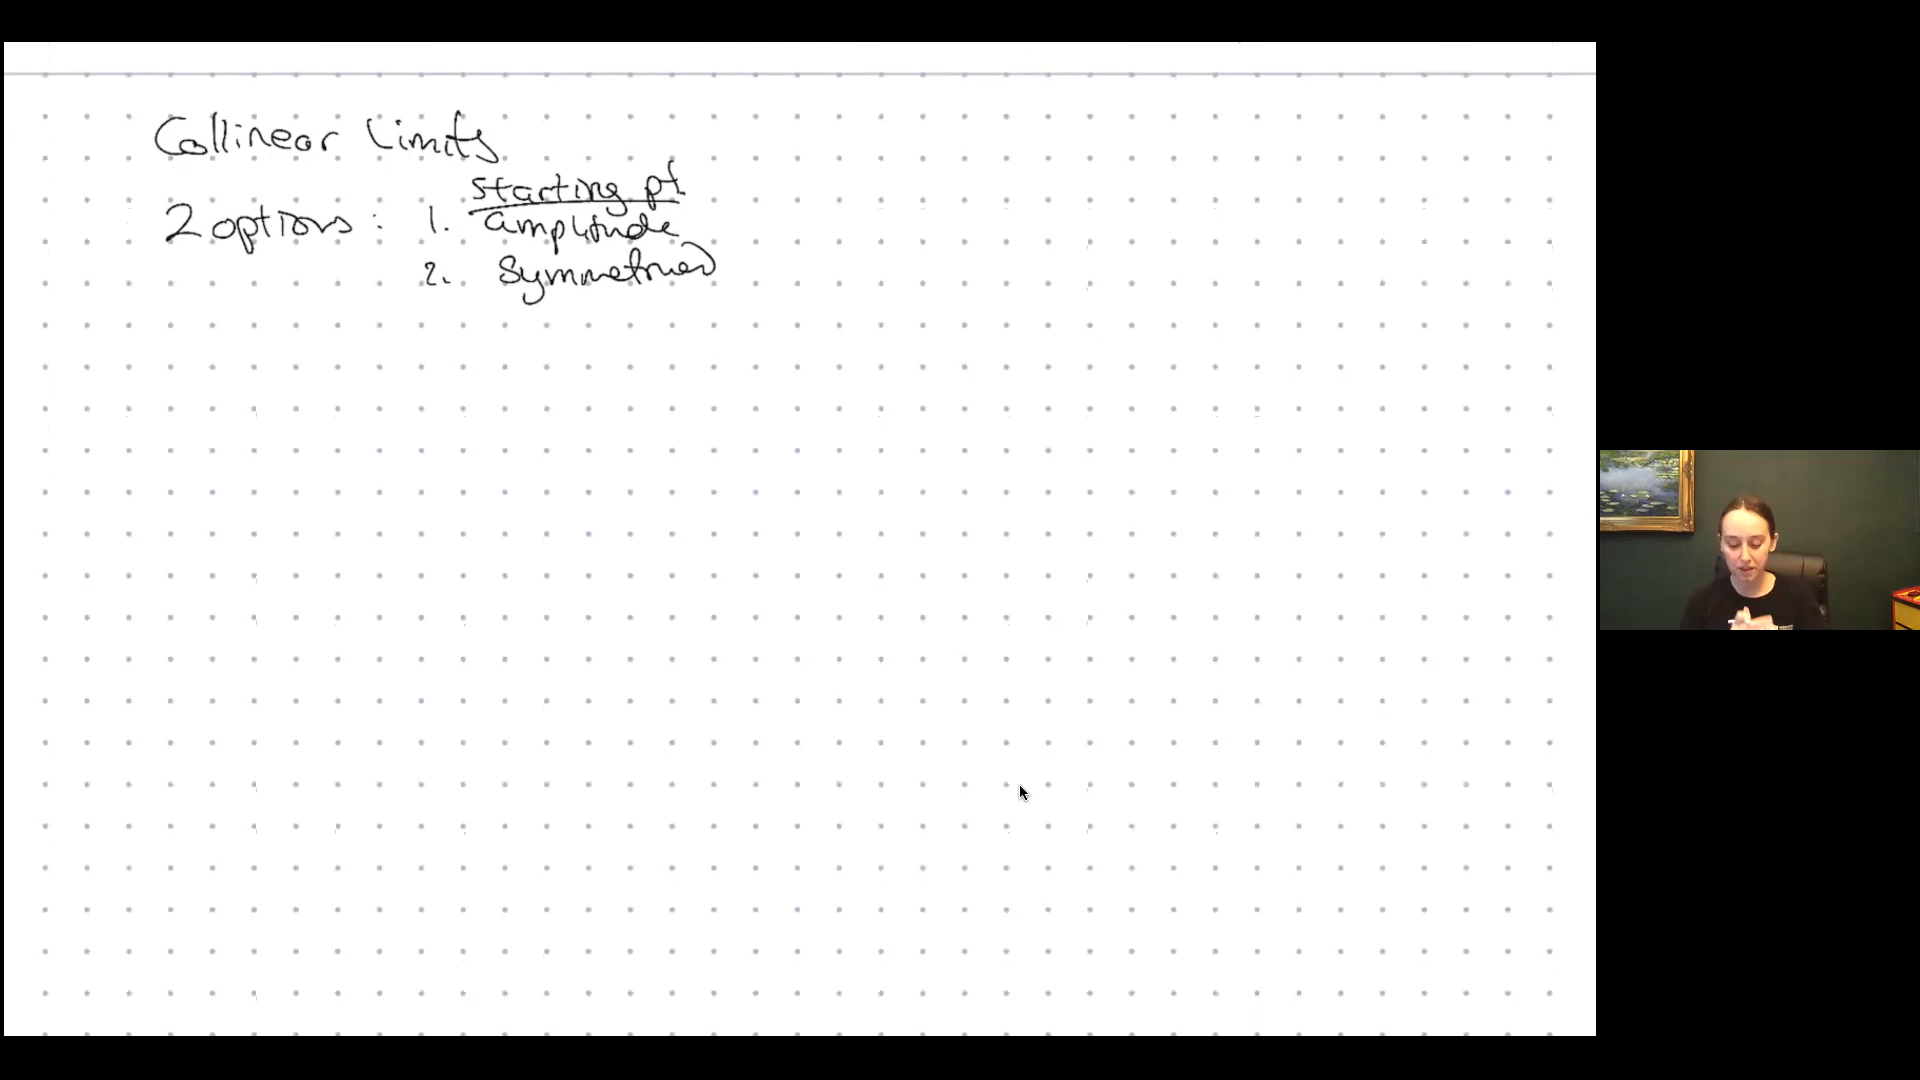 Collinear Limits
starting pt.
2 options : 1. amplitude
2. Symmetries